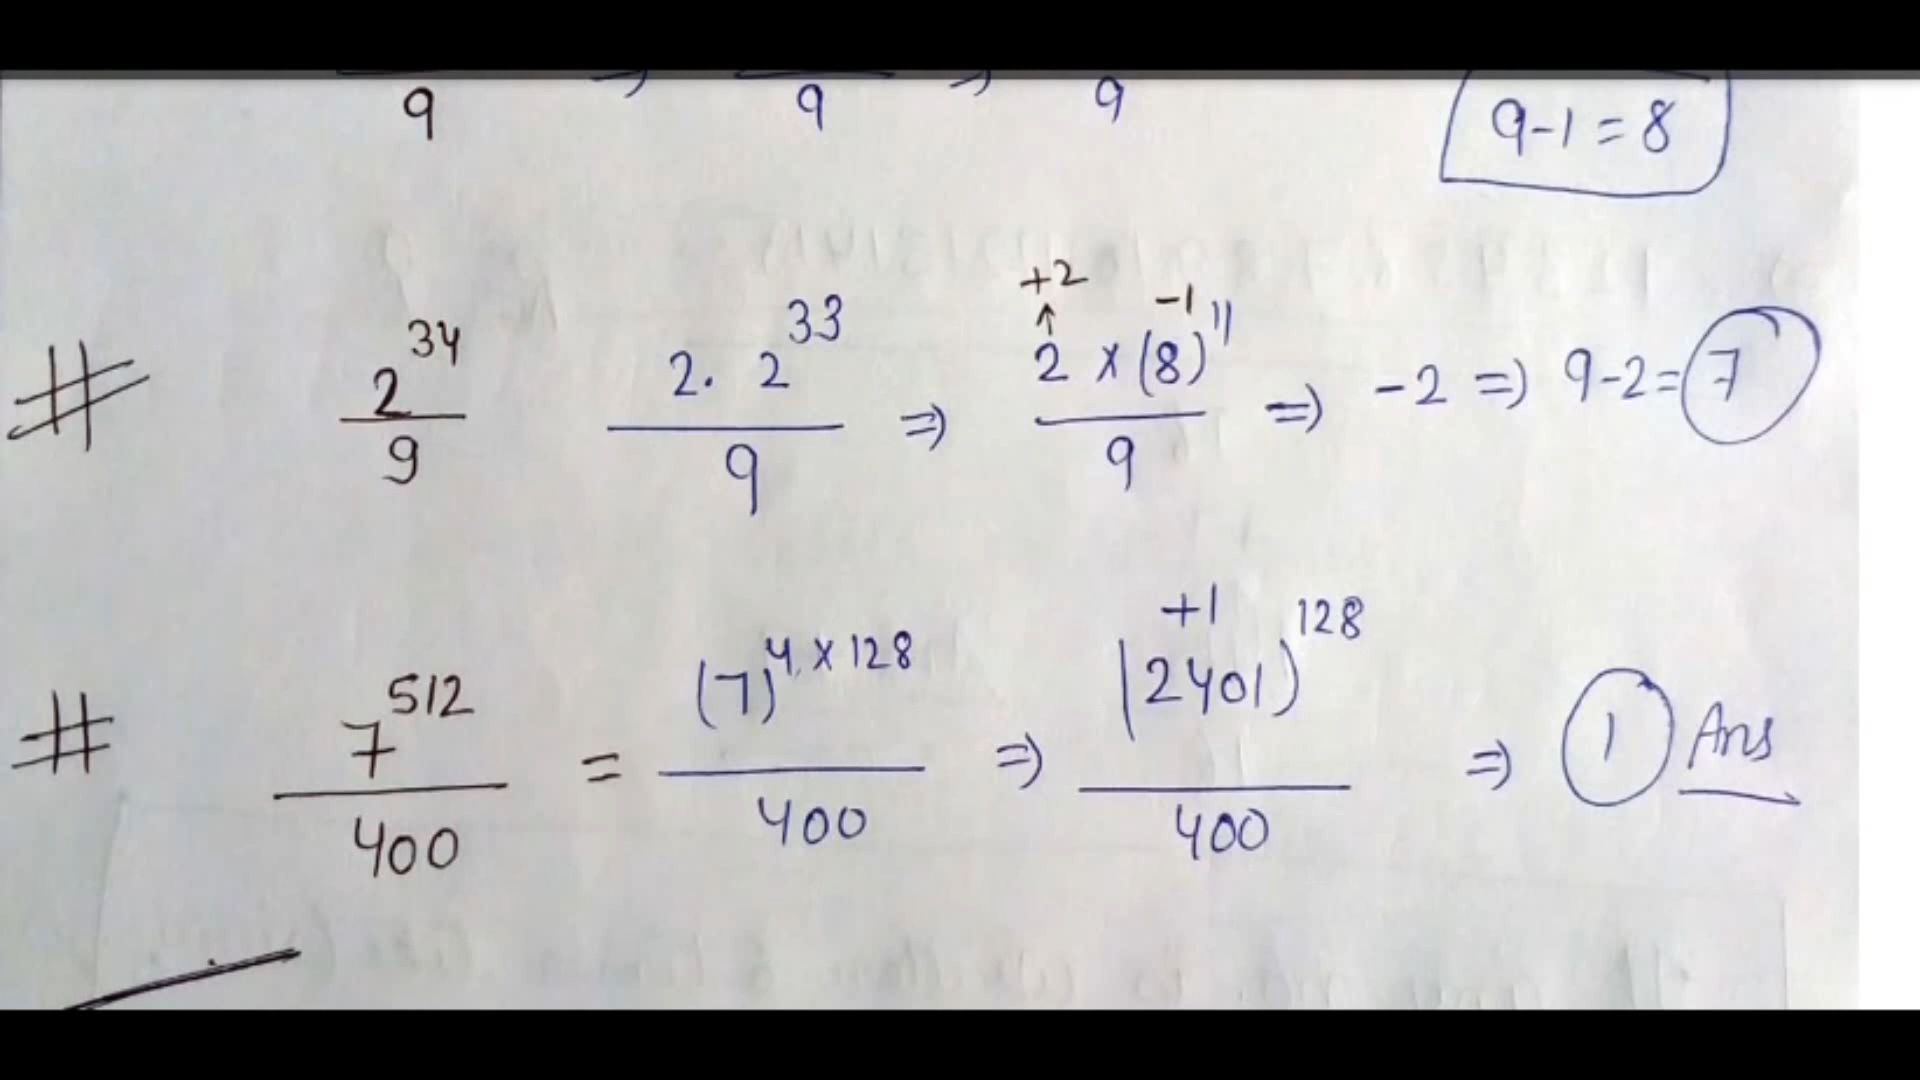 9 ⇒ 9 ⇒ 9 9-1=8
# 2^34/9 2·2^33/9 ⇒ +2 ↑ 2 × (8)^11 -1 /9 ⇒ -2 ⇒ 9-2= 7
# 7^512/400 = (7)^4×128/400 ⇒ +1 (2401)^128/400 ⇒ 1 Ans